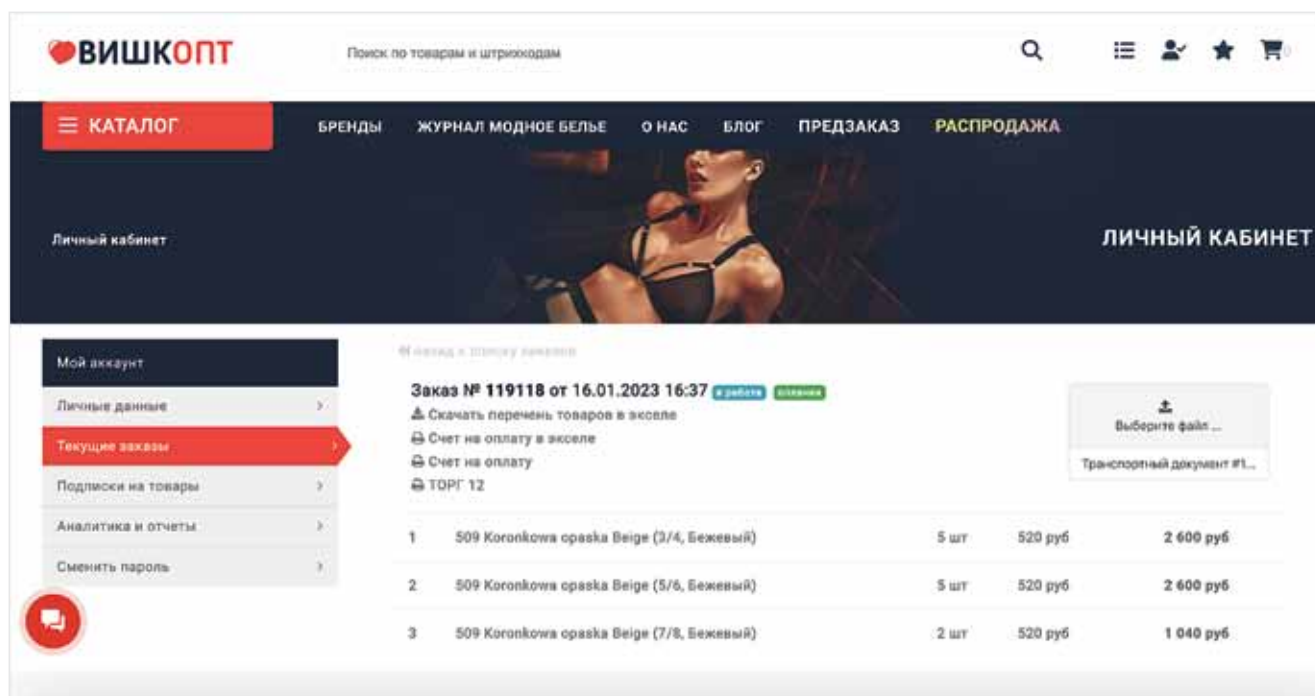 ВИШКОПТ
Поиск по товарам и штрихкодам
КАТАЛОГ
БРЕНДЫ ЖУРНАЛ МОДНОЕ БЕЛЬЕ О НАС БЛОГ ПРЕДЗАКАЗ РАСПРОДАЖА
Личный кабинет
ЛИЧНЫЙ КАБИНЕТ
Мой аккаунт
Личные данные
Текущие заказы
Подписки на товары
Аналитика и отчеты
Сменить пароль
назад к списку заказов
Заказ № 119118 от 16.01.2023 16:37 в работе
Скачать перечень товаров в экселе
Счет на оплату в экселе
Счет на оплату
ТОРГ 12
Выберите файл ...
Транспортный документ #1...
1 509 Koronkowa opaska Beige (3/4, Бежевый) 5 шт 520 руб 2 600 руб
2 509 Koronkowa opaska Beige (5/6, Бежевый) 5 шт 520 руб 2 600 руб
3 509 Koronkowa opaska Beige (7/8, Бежевый) 2 шт 520 руб 1 040 руб